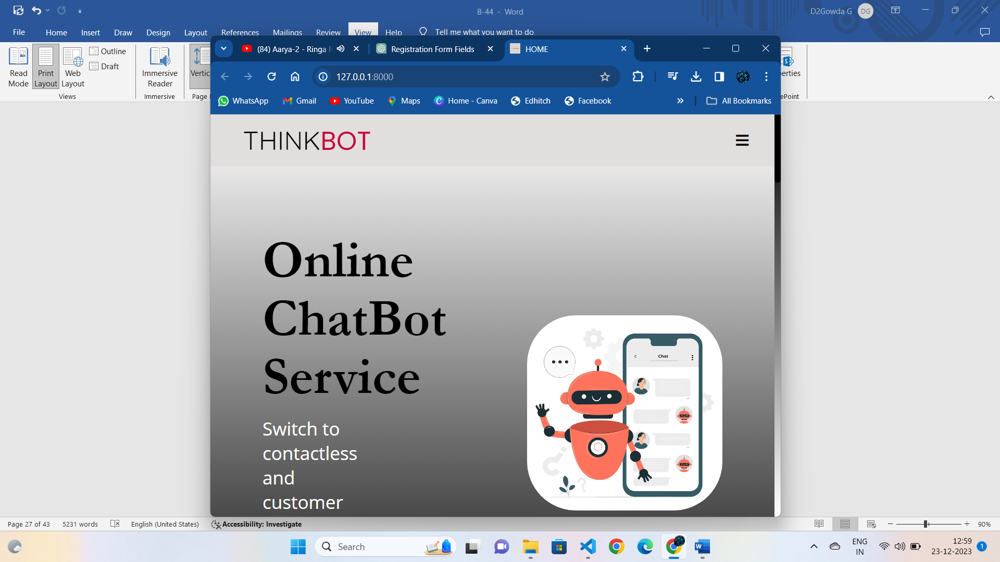 B-44 - Word
D2Gowda G DG
File Home Insert Draw Design Layout References Mailings Review View Help Tell me what you want to do
Read Mode
Print Layout
Web Layout
Outline
Draft
Views
Immersive Reader
Immersive
Page
(84) Aarya-2 - Ringa
Registration Form Fields
HOME
127.0.0.1:8000
WhatsApp Gmail YouTube Maps Home - Canva Edhitch Facebook » All Bookmarks
THINKBOT
Online
ChatBot
Service
Switch to
contactless
and
customer
Chat
Page 27 of 43 5231 words English (United States) Accessibility: Investigate 90%
Search
ENG
IN
12:59
23-12-2023
1